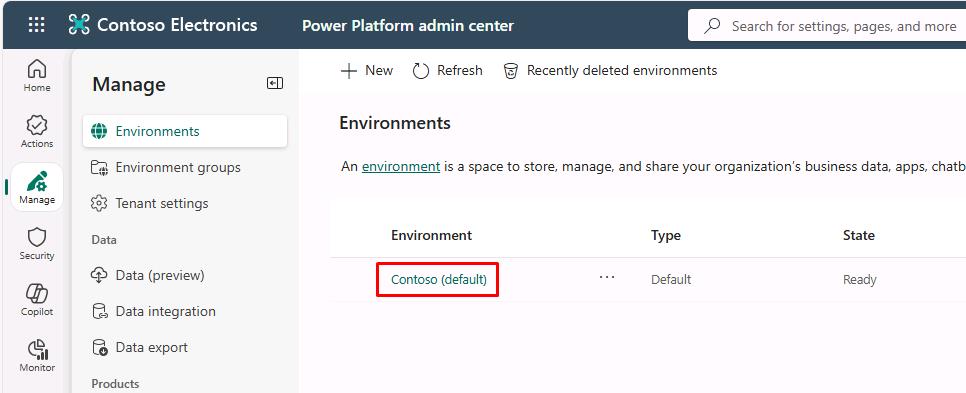 Contoso Electronics
Power Platform admin center
Search for settings, pages, and more
Home
Actions
Manage
Security
Copilot
Monitor
Manage
Environments
Environment groups
Tenant settings
Data
Data (preview)
Data integration
Data export
Products
New
Refresh
Recently deleted environments
Environments
An environment is a space to store, manage, and share your organization's business data, apps, chatb
Environment
Type
State
Contoso (default)
...
Default
Ready